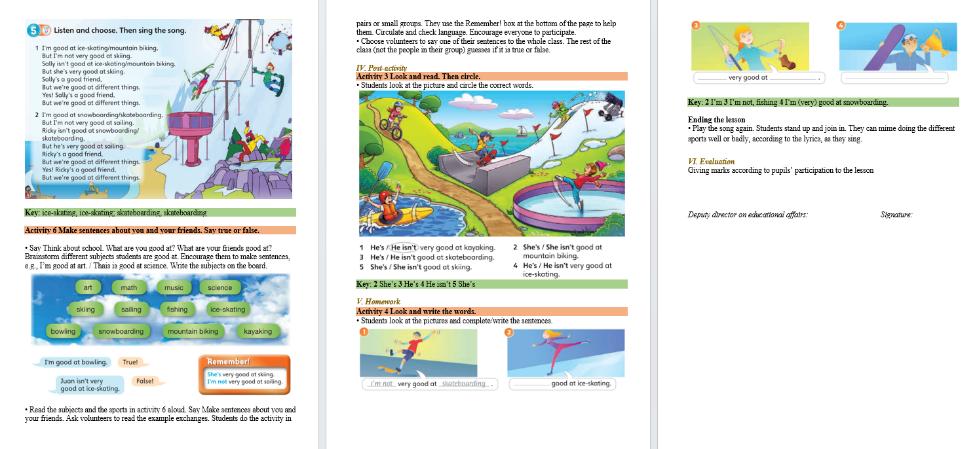 5 Listen and choose. Then sing the song.
1 I'm good at ice-skating/mountain biking,
But I'm not very good at skiing.
Sally isn't good at ice-skating/mountain biking,
But she's very good at skiing.
Sally's a good friend,
But we're good at different things.
Yes! Sally's a good friend,
But we're good at different things.
2 I'm good at snowboarding/skateboarding,
But I'm not very good at sailing.
Ricky isn't good at snowboarding/
skateboarding,
But he's very good at sailing.
Ricky's a good friend,
But we're good at different things.
Yes! Ricky's a good friend,
But we're good at different things.
Key: ice-skating, ice-skating; skateboarding, skateboarding
Activity 6 Make sentences about you and your friends. Say true or false.
• Say Think about school. What are you good at? What are your friends good at?
Brainstorm different subjects students are good at. Encourage them to make sentences,
e.g., I'm good at art. / Thais is good at science. Write the subjects on the board.
art math music science
skiing sailing fishing ice-skating
bowling snowboarding mountain biking kayaking
I'm good at bowling. True!
Juan isn't very
good at ice-skating.
False!
Remember!
She's very good at skiing.
I'm not very good at sailing.
• Read the subjects and the sports in activity 6 aloud. Say Make sentences about you and
your friends. Ask volunteers to read the example exchanges. Students do the activity in
pairs or small groups. They use the Remember! box at the bottom of the page to help
them. Circulate and check language. Encourage everyone to participate.
• Choose volunteers to say one of their sentences to the whole class. The rest of the
class (not the people in their group) guesses if it is true or false.
IV. Post-activity
Activity 3 Look and read. Then circle.
• Students look at the picture and circle the correct words.
1 He's / He isn't very good at kayaking.
2 She's / She isn't good at
mountain biking.
3 He's / He isn't good at skateboarding.
4 He's / He isn't very good at
ice-skating.
5 She's / She isn't good at skiing.
Key: 2 She's 3 He's 4 He isn't 5 She's
V. Homework
Activity 4 Look and write the words.
• Students look at the pictures and complete/write the sentences.
1
2
I'm not very good at skateboarding .
good at ice-skating.
3
4
very good at .
Key: 2 I'm 3 I'm not, fishing 4 I'm (very) good at snowboarding.
Ending the lesson
• Play the song again. Students stand up and join in. They can mime doing the different
sports well or badly, according to the lyrics, as they sing.
VI. Evaluation
Giving marks according to pupils' participation to the lesson
Deputy director on educational affairs: Signature: